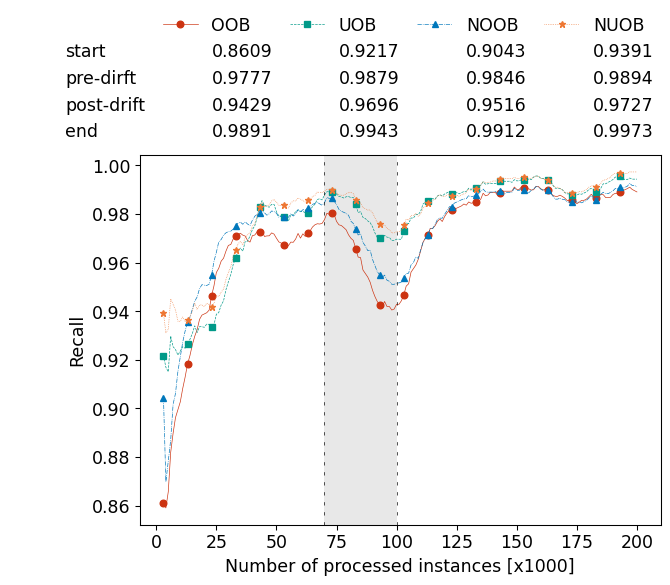 OOB UOB NOOB NUOB
start 0.8609 0.9217 0.9043 0.9391
pre-dirft 0.9777 0.9879 0.9846 0.9894
post-drift 0.9429 0.9696 0.9516 0.9727
end 0.9891 0.9943 0.9912 0.9973
1.00
0.98
0.96
0.94
0.92
0.90
0.88
0.86
Recall
0 25 50 75 100 125 150 175 200
Number of processed instances [x1000]